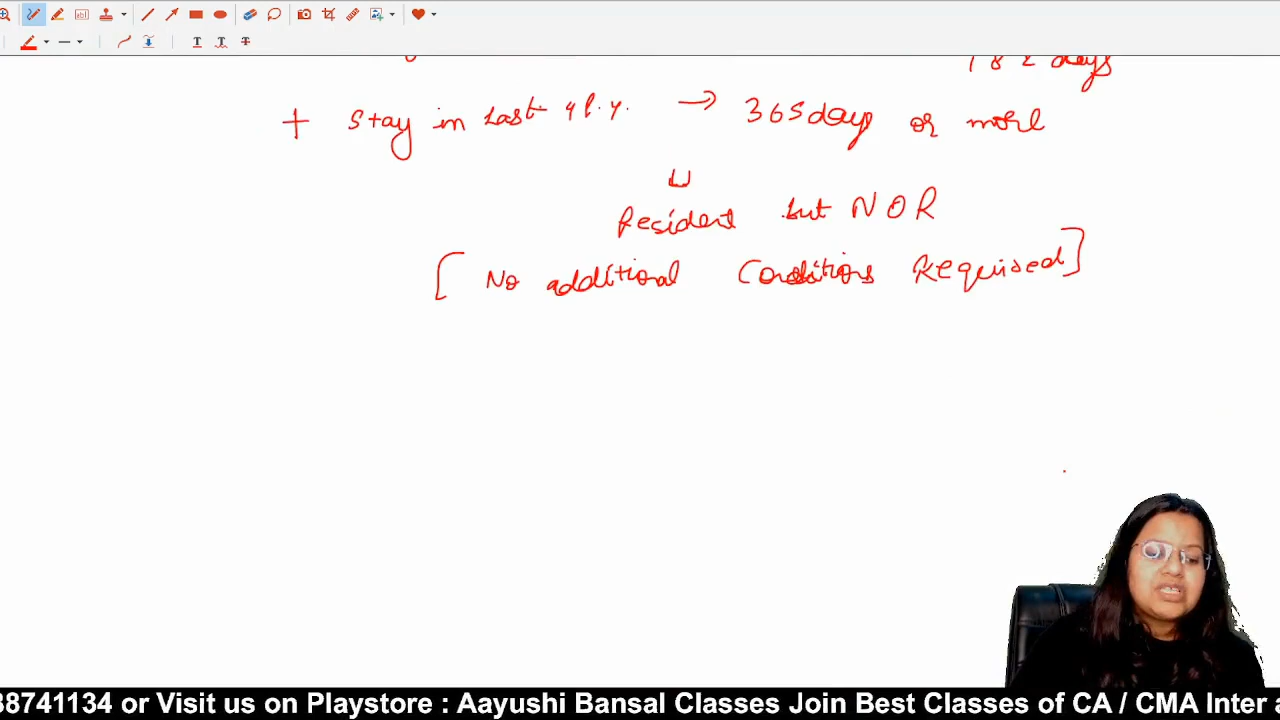 182 days
+ Stay in Last 4 P.Y. → 365 days or more
Resident but NOR
[ No additional Conditions Required ]
38741134 or Visit us on Playstore : Aayushi Bansal Classes Join Best Classes of CA / CMA Inter a